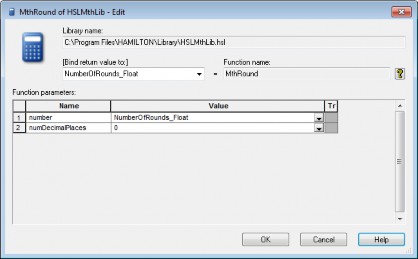 MthRound of HSLMthLib - Edit
Library name:
C:\Program Files\HAMILTON\Library\HSLMthLib.hsl
[Bind return value to:] Function name:
NumberOfRounds_Float = MthRound
Function parameters:
Name Value Tr
1 number NumberOfRounds_Float
2 numDecimalPlaces 0
OK Cancel Help